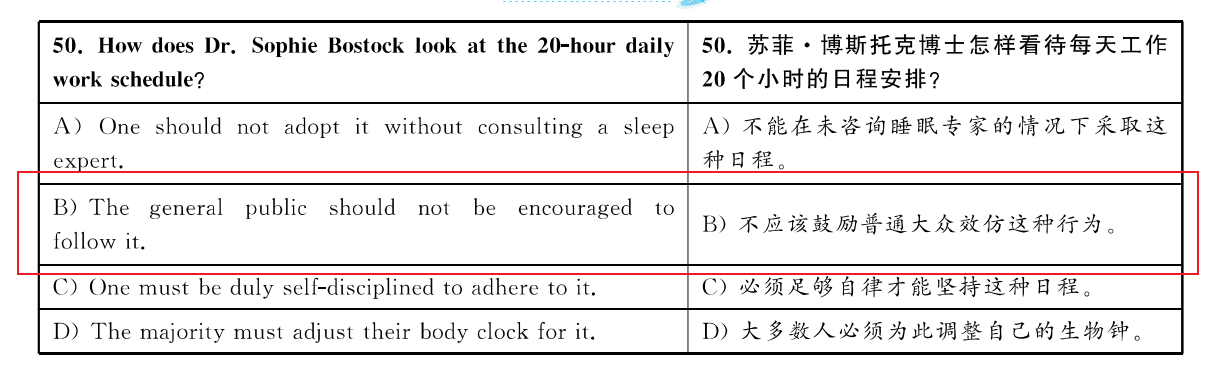 50. How does Dr. Sophie Bostock look at the 20-hour daily
work schedule?
50. 苏菲·博斯托克博士怎样看待每天工作
20 个小时的日程安排?
A) One should not adopt it without consulting a sleep
expert.
A) 不能在未咨询睡眠专家的情况下采取这
种日程。
B) The general public should not be encouraged to
follow it.
B) 不应该鼓励普通大众效仿这种行为。
C) One must be duly self-disciplined to adhere to it.
C) 必须足够自律才能坚持这种日程。
D) The majority must adjust their body clock for it.
D) 大多数人必须为此调整自己的生物钟。